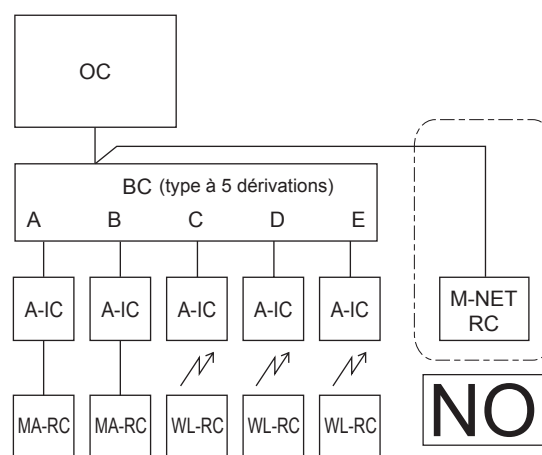 OC
BC (type à 5 dérivations)
A B C D E
A-IC A-IC A-IC A-IC A-IC
M-NET
RC
MA-RC MA-RC WL-RC WL-RC WL-RC
NO